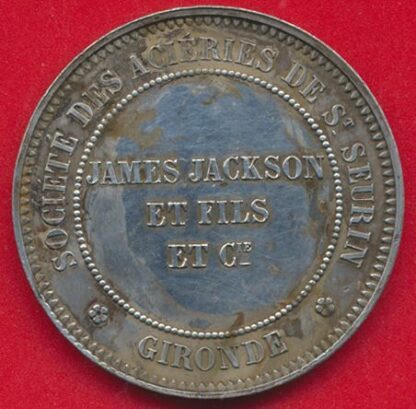 SOCIÉTÉ DES ACIÉRIES DE ST SEURIN
JAMES JACKSON
ET FILS
ET CIE
GIRONDE